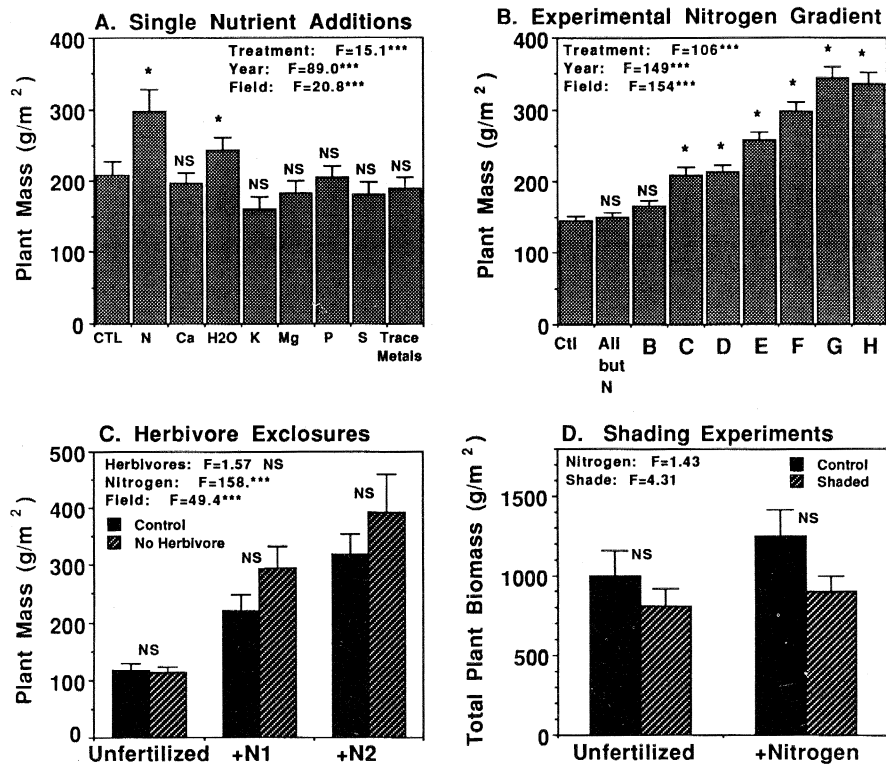 A. Single Nutrient Additions
Treatment: F=15.1***
Year: F=89.0***
Field: F=20.8***
Plant Mass (g/m2)
400
300
200
100
0
*
NS
*
NS
NS
NS
NS
NS
CTL N Ca H2O K Mg P S Trace Metals
B. Experimental Nitrogen Gradient
Treatment: F=106***
Year: F=149***
Field: F=154***
Plant Mass (g/m2)
400
300
200
100
0
NS
NS
*
*
*
*
*
*
Ctl All but N B C D E F G H
C. Herbivore Exclosures
Herbivores: F=1.57 NS
Nitrogen: F=158.***
Field: F=49.4***
Control
No Herbivore
Plant Mass (g/m2)
500
400
300
200
100
0
NS
NS
NS
Unfertilized +N1 +N2
D. Shading Experiments
Nitrogen: F=1.43
Shade: F=4.31
Control
Shaded
Total Plant Biomass (g/m2)
1500
1000
500
0
NS
NS
Unfertilized +Nitrogen